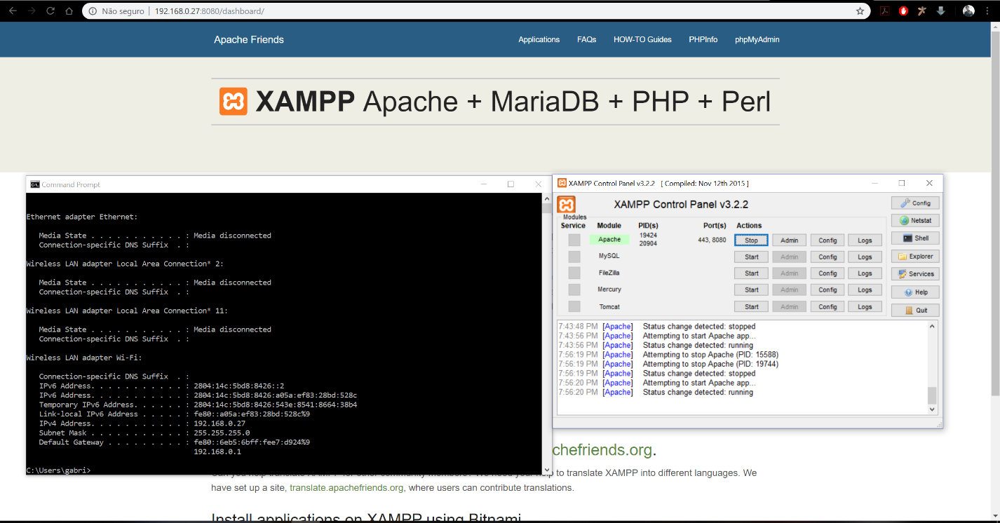 Não seguro | 192.168.0.27:8080/dashboard/
Apache Friends
Applications FAQs HOW-TO Guides PHPInfo phpMyAdmin
XAMPP Apache + MariaDB + PHP + Perl
Command Prompt
Ethernet adapter Ethernet:
Media State . . . . . . . . . . . : Media disconnected
Connection-specific DNS Suffix . :
Wireless LAN adapter Local Area Connection* 2:
Media State . . . . . . . . . . . : Media disconnected
Connection-specific DNS Suffix . :
Wireless LAN adapter Local Area Connection* 11:
Media State . . . . . . . . . . . : Media disconnected
Connection-specific DNS Suffix . :
Wireless LAN adapter Wi-Fi:
Connection-specific DNS Suffix . :
IPv6 Address. . . . . . . . . . . : 2804:14c:5bd8:8426::2
IPv6 Address. . . . . . . . . . . : 2804:14c:5bd8:8426:a05a:ef83:28bd:528c
Temporary IPv6 Address. . . . . . : 2804:14c:5bd8:8426:543e:8541:8664:38b4
Link-local IPv6 Address . . . . . : fe80::a05a:ef83:28bd:528c%9
IPv4 Address. . . . . . . . . . . : 192.168.0.27
Subnet Mask . . . . . . . . . . . : 255.255.255.0
Default Gateway . . . . . . . . . : fe80::6eb5:6bff:fee7:d924%9
192.168.0.1
C:\Users\gabri>
XAMPP Control Panel v3.2.2 [ Compiled: Nov 12th 2015 ]
XAMPP Control Panel v3.2.2
Modules
Service Module PID(s) Port(s) Actions
Apache 19424 20904 443, 8080 Stop Admin Config Logs
MySQL Start Admin Config Logs
FileZilla Start Admin Config Logs
Mercury Start Admin Config Logs
Tomcat Start Admin Config Logs
Config
Netstat
Shell
Explorer
Services
Help
Quit
7:43:48 PM [Apache] Status change detected: stopped
7:43:56 PM [Apache] Attempting to start Apache app...
7:43:56 PM [Apache] Status change detected: running
7:56:19 PM [Apache] Attempting to stop Apache (PID: 15588)
7:56:19 PM [Apache] Attempting to stop Apache (PID: 19744)
7:56:19 PM [Apache] Status change detected: stopped
7:56:20 PM [Apache] Attempting to start Apache app...
7:56:20 PM [Apache] Status change detected: running
chefriends.org.
to translate XAMPP into different languages. We
have set up a site, translate.apachefriends.org, where users can contribute translations.
Install applications on XAMPP using Bitnami